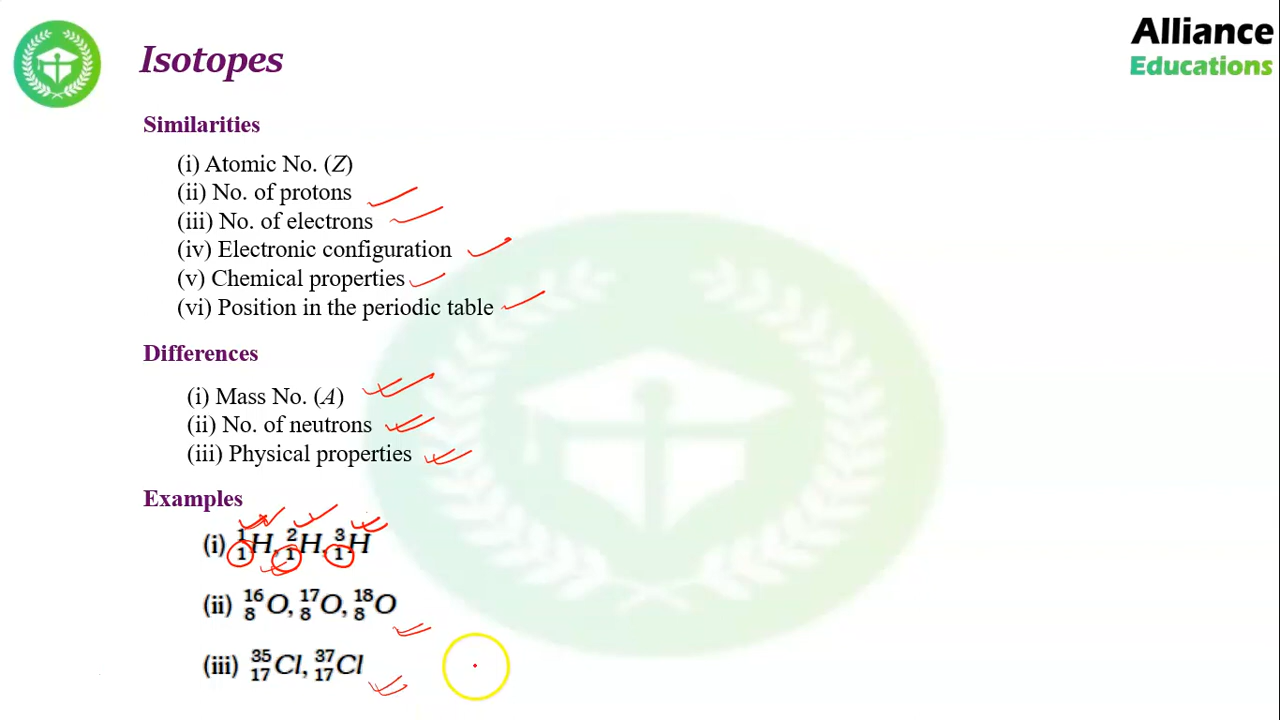 Alliance
Educations
Isotopes
Similarities
(i) Atomic No. (Z)
(ii) No. of protons
(iii) No. of electrons
(iv) Electronic configuration
(v) Chemical properties
(vi) Position in the periodic table
Differences
(i) Mass No. (A)
(ii) No. of neutrons
(iii) Physical properties
Examples
(i) ¹₁H, ²₁H, ³₁H
(ii) ¹⁶₈O, ¹⁷₈O, ¹⁸₈O
(iii) ³⁵₁₇Cl, ³⁷₁₇Cl